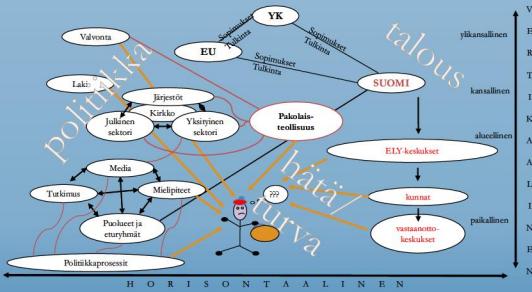 YK
Valvonta
ylikansallinen
EU
Sopimukset
Tulkinta
Sopimukset
Tulkinta
talous
politiikka
Laki
SUOMI
kansallinen
Järjestöt
Kirkko
Julkinen
sektori
Yksityinen
sektori
Pakolais-
teollisuus
alueellinen
ELY-keskukset
Media
hätä/
turva
Tutkimus
Mielipiteet
???
kunnat
paikallinen
Puolueet ja
eturyhmät
vastaanotto-
keskukset
Politiikkaprosessit
VERTIKAALINEN
HORISONTAALINEN